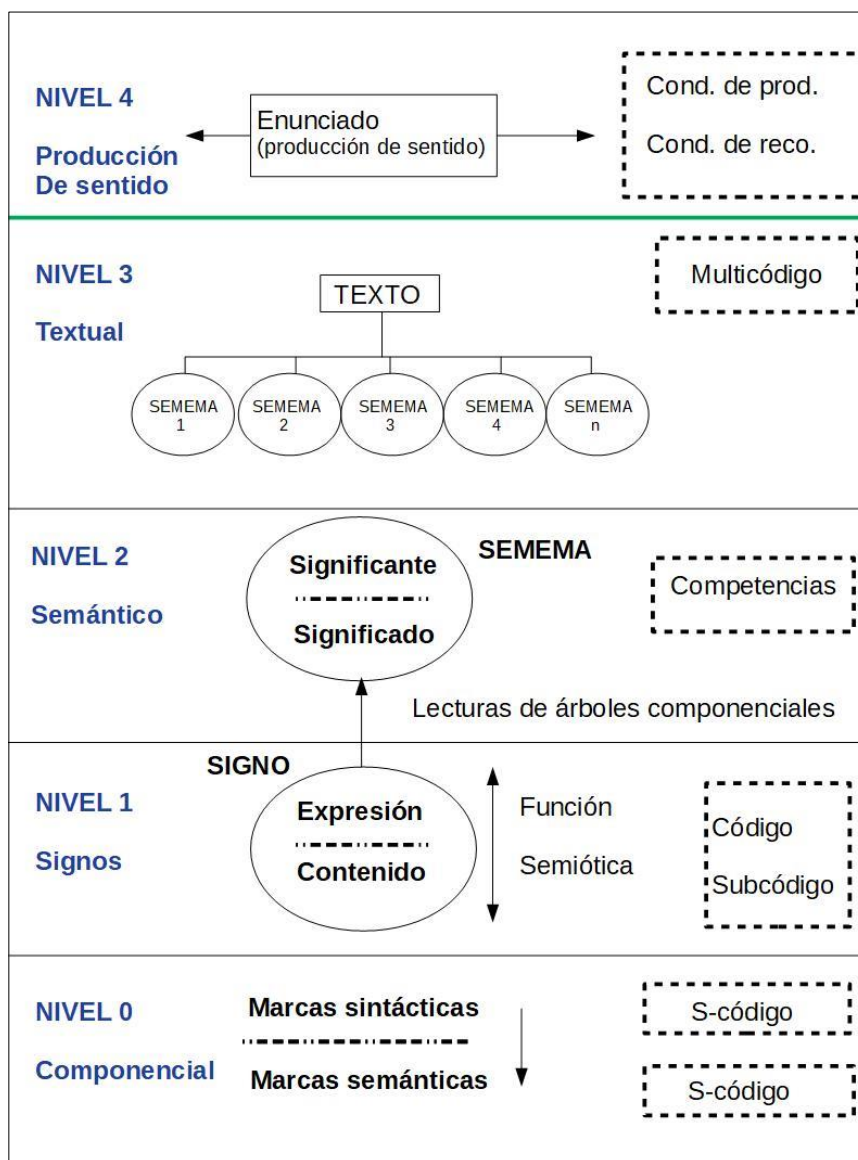 NIVEL 4
Producción
De sentido
Enunciado
(producción de sentido)
Cond. de prod.
Cond. de reco.
NIVEL 3
Textual
TEXTO
Multicódigo
SEMEMA
1
SEMEMA
2
SEMEMA
3
SEMEMA
4
SEMEMA
n
NIVEL 2
Semántico
Significante
Significado
SEMEMA
Competencias
Lecturas de árboles componenciales
NIVEL 1
Signos
SIGNO
Expresión
Contenido
Función
Semiótica
Código
Subcódigo
NIVEL 0
Componencial
Marcas sintácticas
Marcas semánticas
S-código
S-código